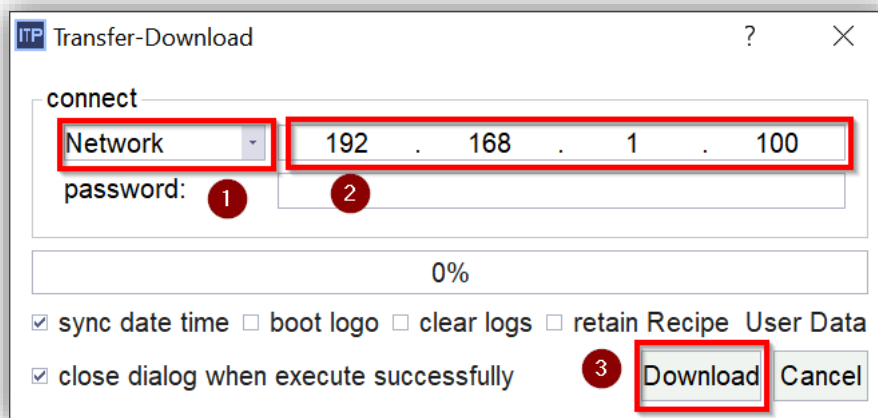 ITP Transfer-Download ?
connect
Network 192 . 168 . 1 . 100
password: 1 2
0%
sync date time boot logo clear logs retain Recipe User Data
close dialog when execute successfully 3 Download Cancel